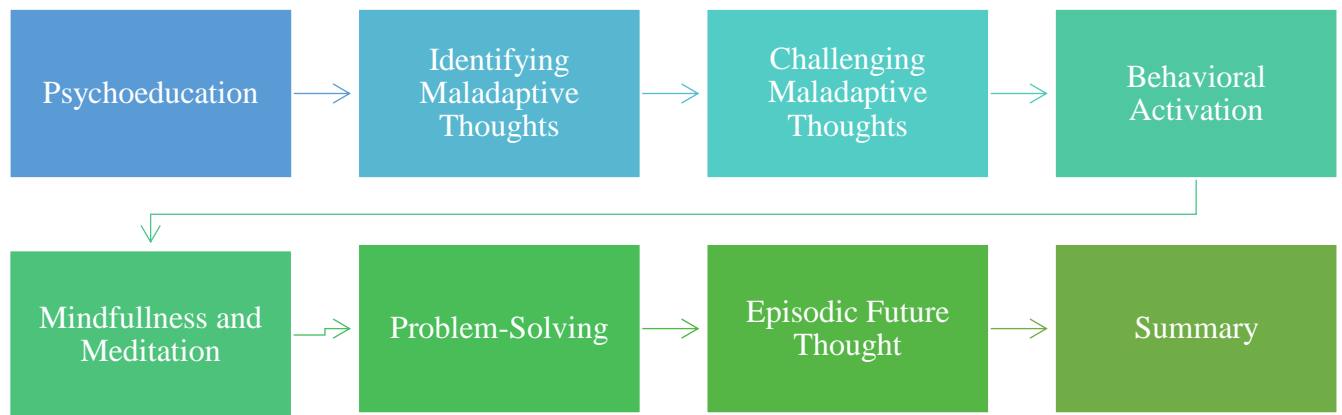 Psychoeducation
Identifying
Maladaptive
Thoughts
Challenging
Maladaptive
Thoughts
Behavioral
Activation
Mindfullness and
Meditation
Problem-Solving
Episodic Future
Thought
Summary